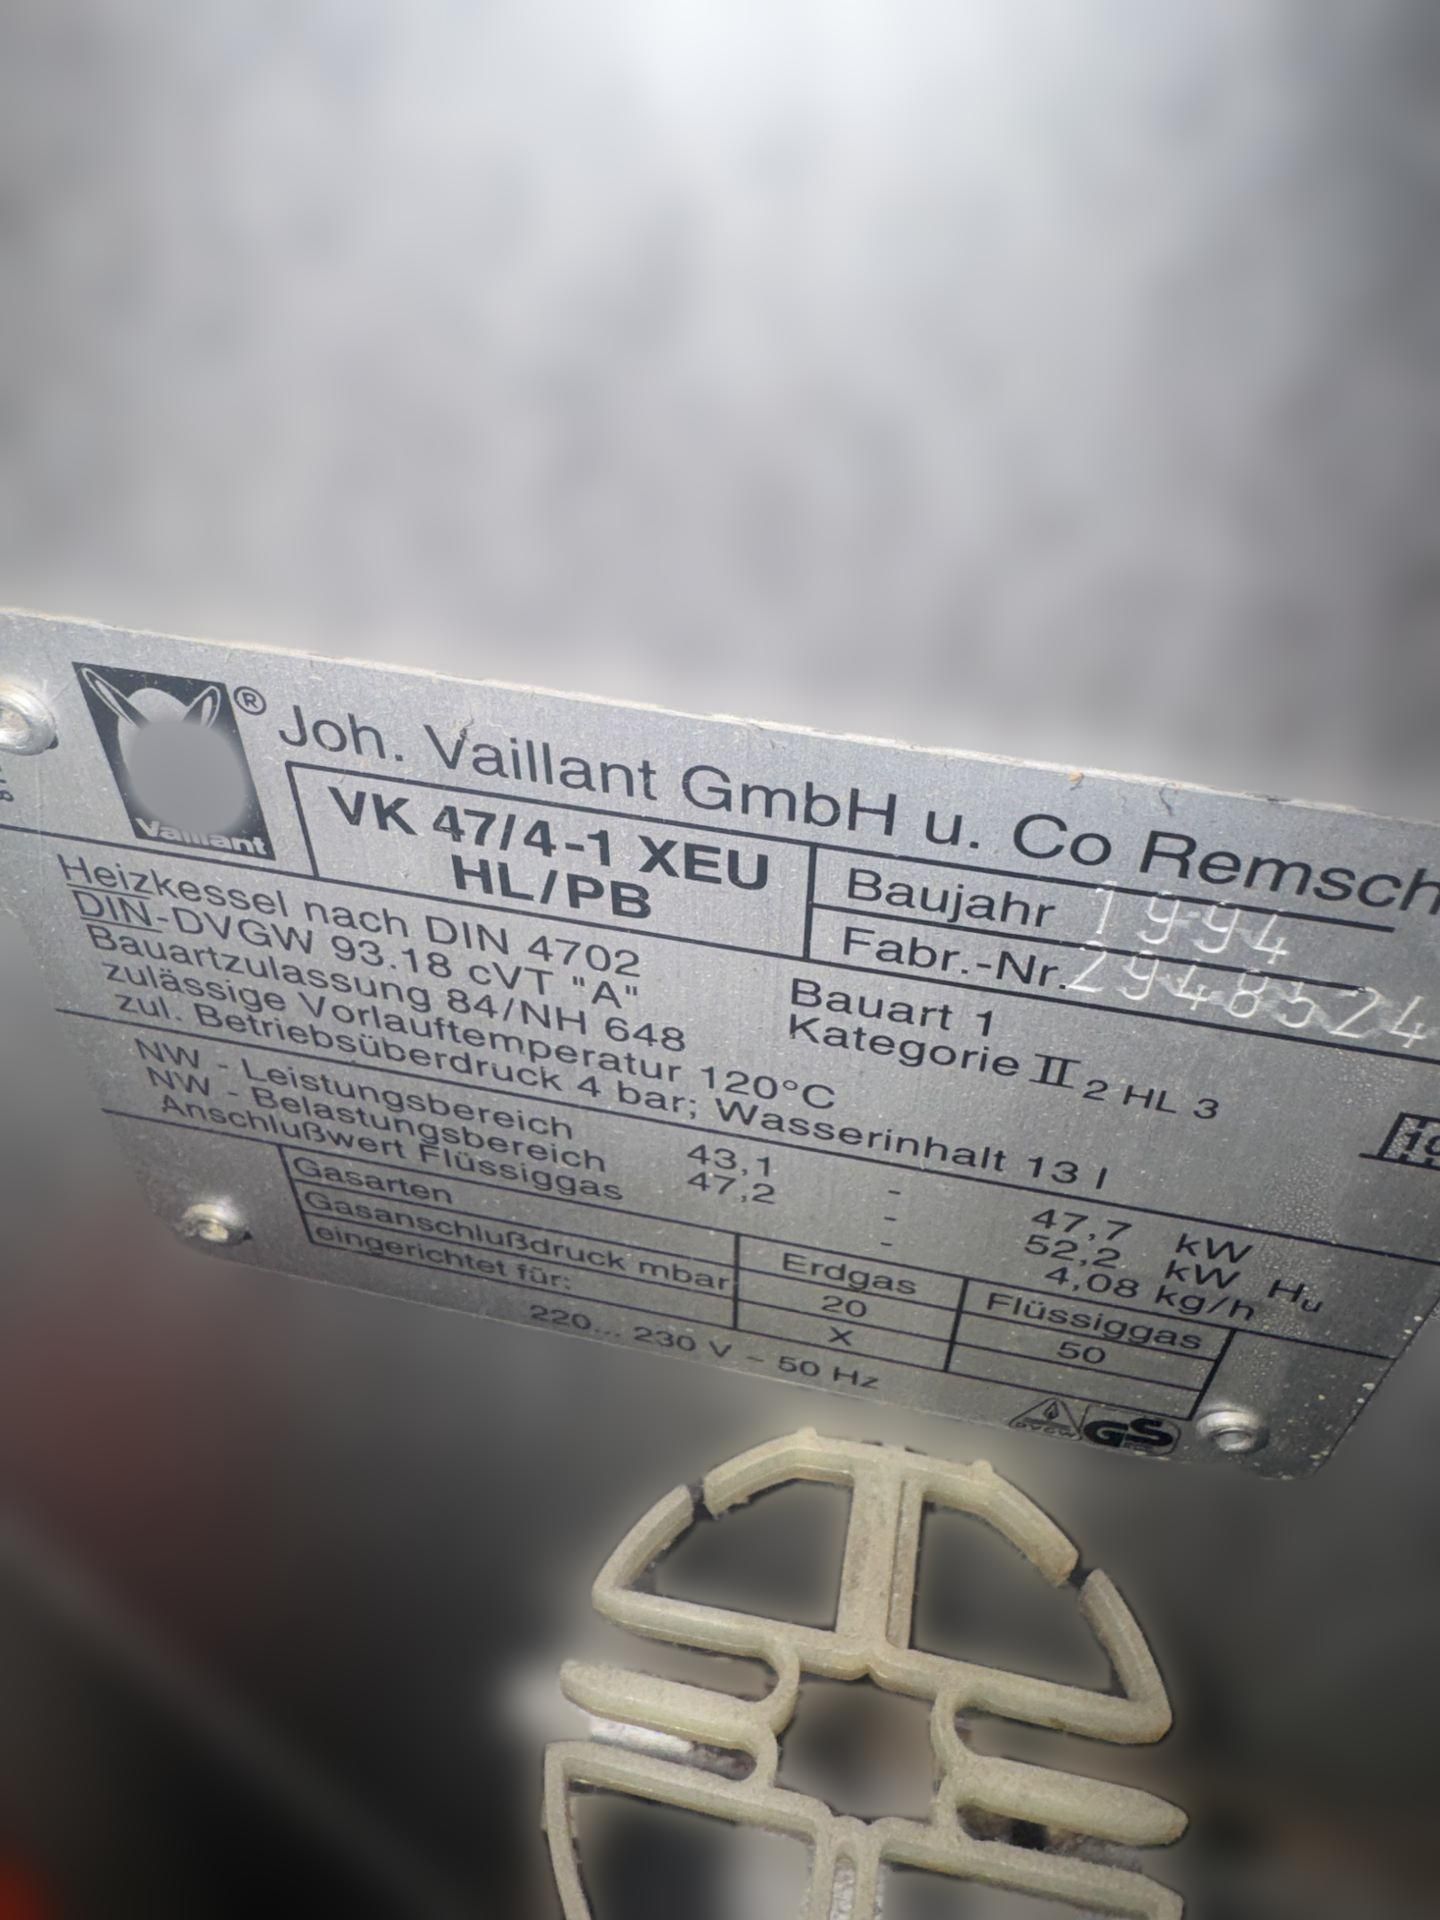 Vaillant ®
Joh. Vaillant GmbH u. Co Remsch
VK 47/4-1 XEU
HL/PB
Baujahr 1994
Fabr.-Nr. 2948524
Heizkessel nach DIN 4702
DIN-DVGW 93.18 cVT "A"
Bauart 1
Bauartzulassung 84/NH 648
Kategorie II 2 HL 3
zulässige Vorlauftemperatur 120°C
zul. Betriebsüberdruck 4 bar; Wasserinhalt 13 l
NW - Leistungsbereich 43,1 - 47,7 kW
NW - Belastungsbereich 47,2 - 52,2 kW Hu
Anschlußwert Flüssiggas - 4,08 kg/h
Gasarten Erdgas Flüssiggas
Gasanschlußdruck mbar 20 50
eingerichtet für: X
220... 230 V ~ 50 Hz
DVGW GS